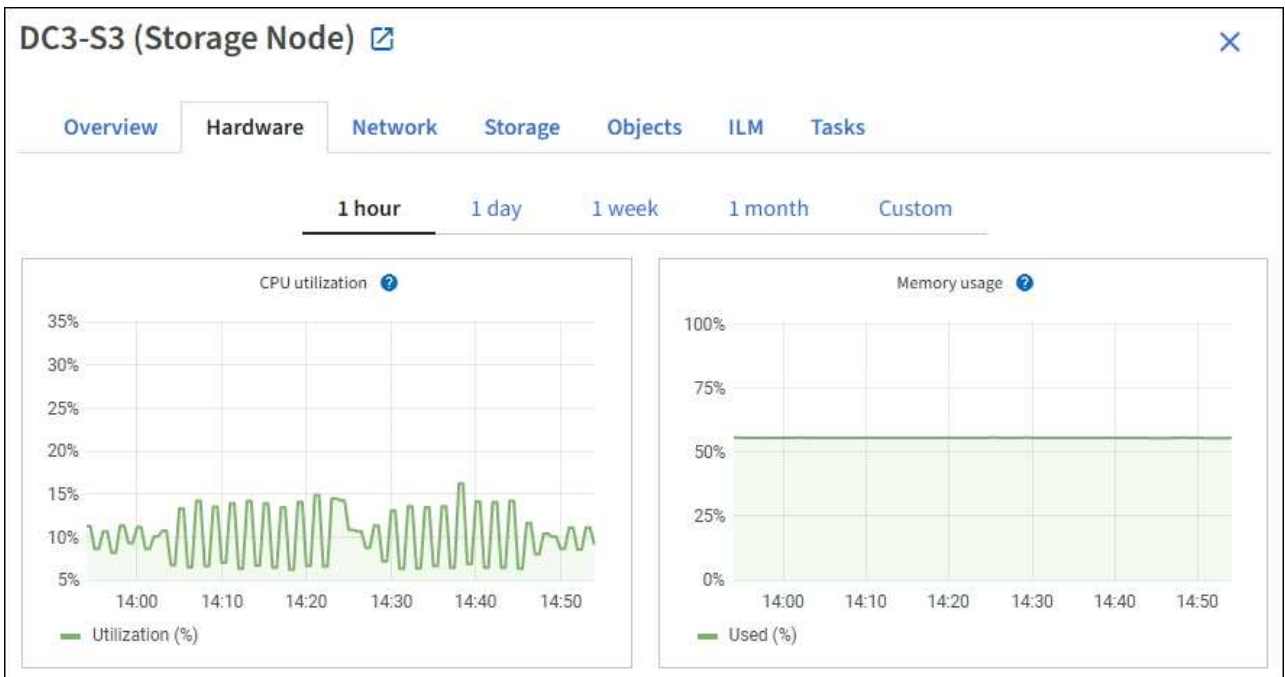 DC3-S3 (Storage Node)
Overview Hardware Network Storage Objects ILM Tasks
1 hour 1 day 1 week 1 month Custom
CPU utilization ?
35%
30%
25%
20%
15%
10%
5%
14:00 14:10 14:20 14:30 14:40 14:50
Utilization (%)
Memory usage ?
100%
75%
50%
25%
0%
14:00 14:10 14:20 14:30 14:40 14:50
Used (%)